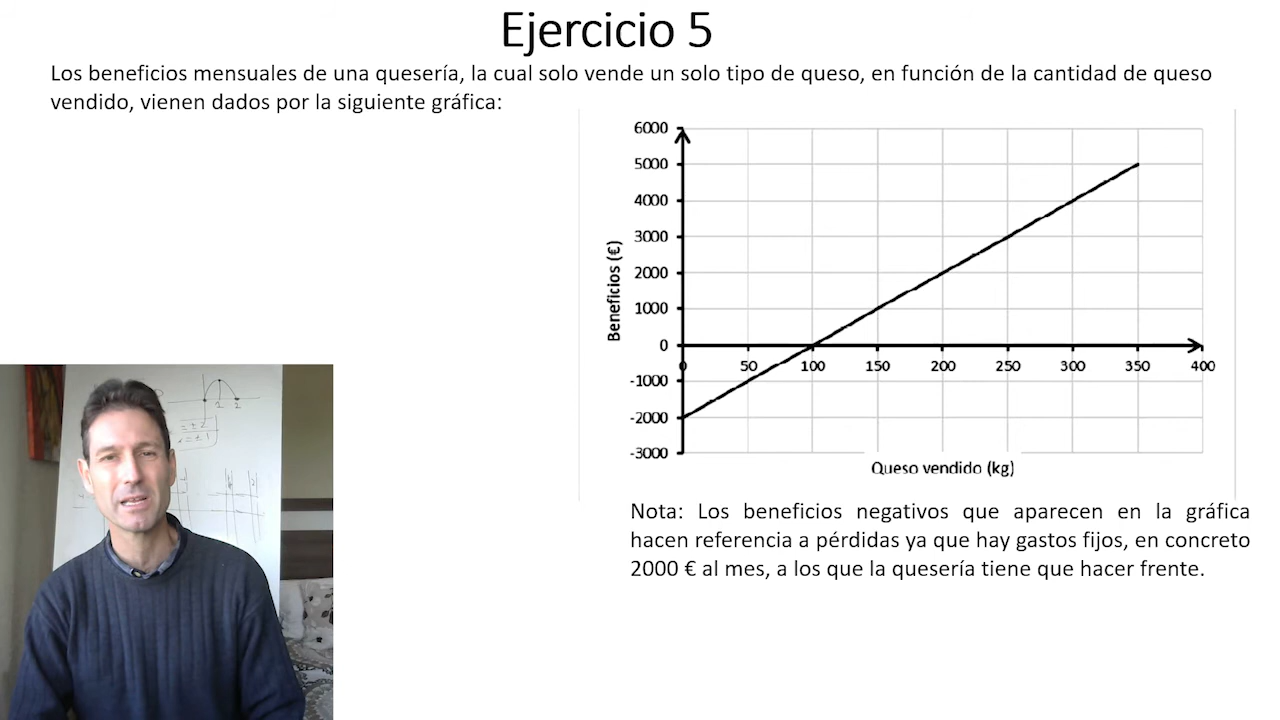 Ejercicio 5
Los beneficios mensuales de una quesería, la cual solo vende un solo tipo de queso, en función de la cantidad de queso
vendido, vienen dados por la siguiente gráfica:
6000
5000
4000
3000
2000
1000
0
-1000
-2000
-3000
Beneficios (€)
0 50 100 150 200 250 300 350 400
Queso vendido (kg)
Nota: Los beneficios negativos que aparecen en la gráfica
hacen referencia a pérdidas ya que hay gastos fijos, en concreto
2000 € al mes, a los que la quesería tiene que hacer frente.